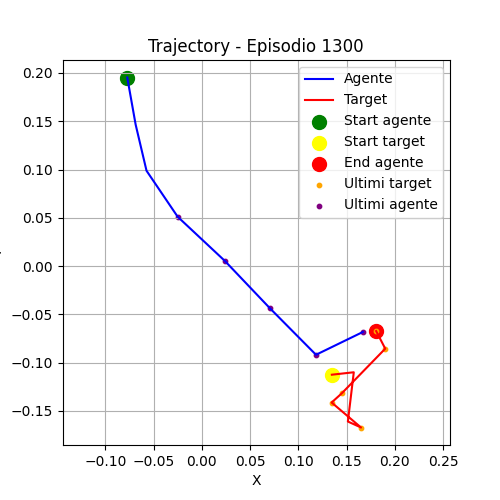 Trajectory - Episodio 1300
Agente
Target
Start agente
Start target
End agente
Ultimi target
Ultimi agente
0.20
0.15
0.10
0.05
0.00
−0.05
−0.10
−0.15
−0.10 −0.05 0.00 0.05 0.10 0.15 0.20 0.25
X